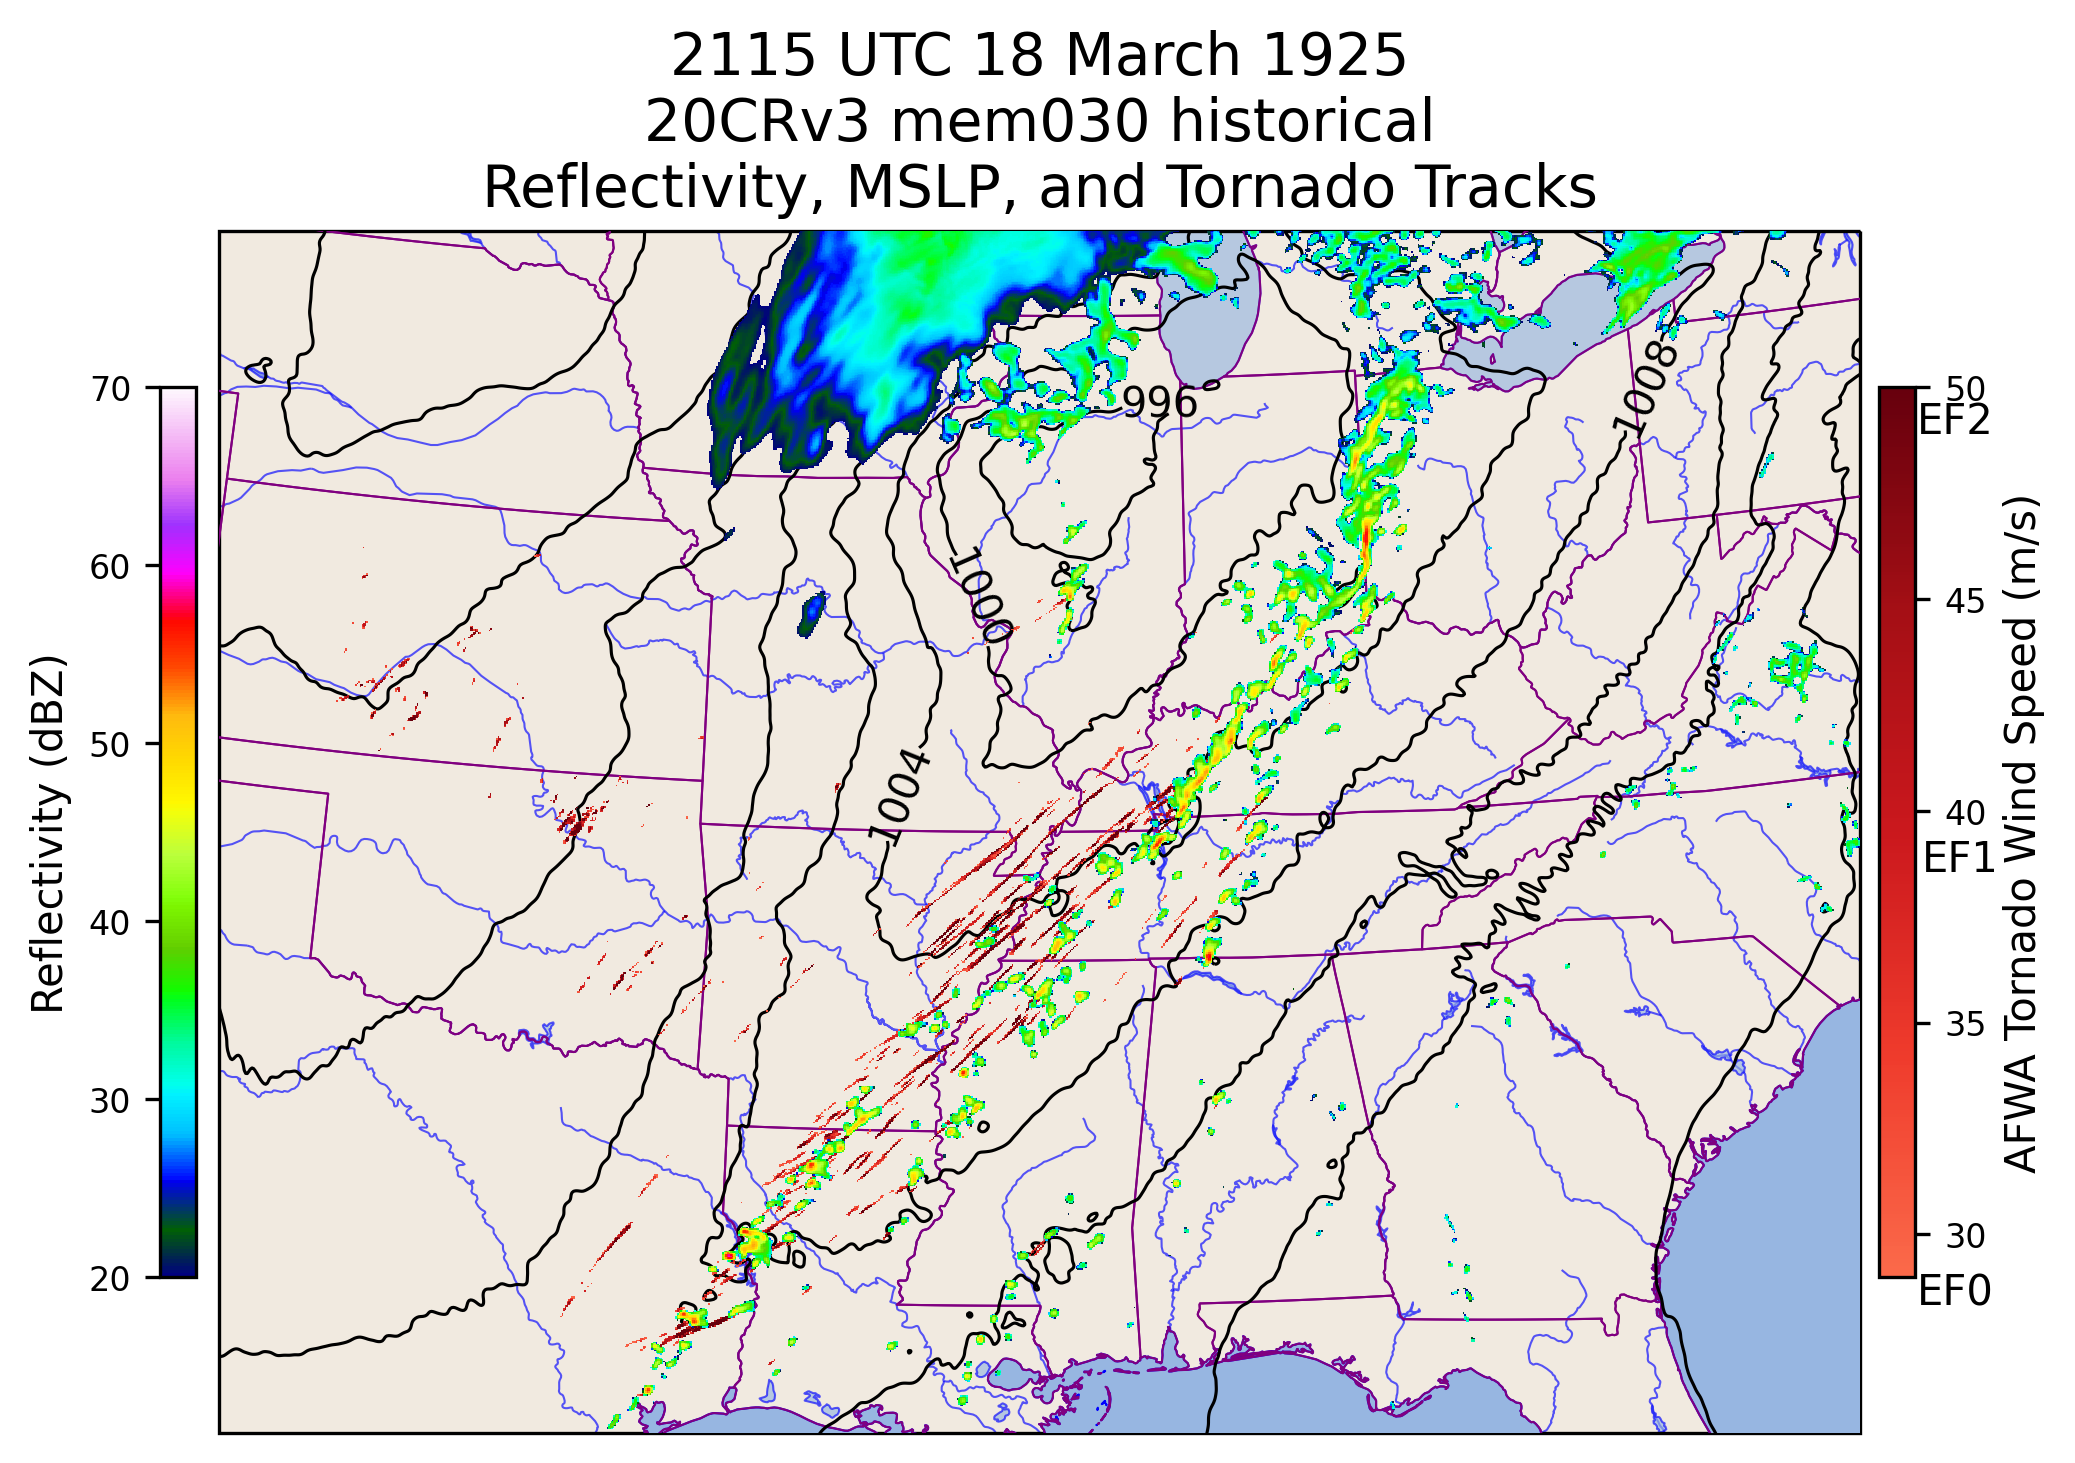 2115 UTC 18 March 1925
20CRv3 mem030 historical
Reflectivity, MSLP, and Tornado Tracks
70
60
50
40
30
20
Reflectivity (dBZ)
996
1008
1000
1004
50
EF2
45
40
EF1
35
30
EF0
AFWA Tornado Wind Speed (m/s)